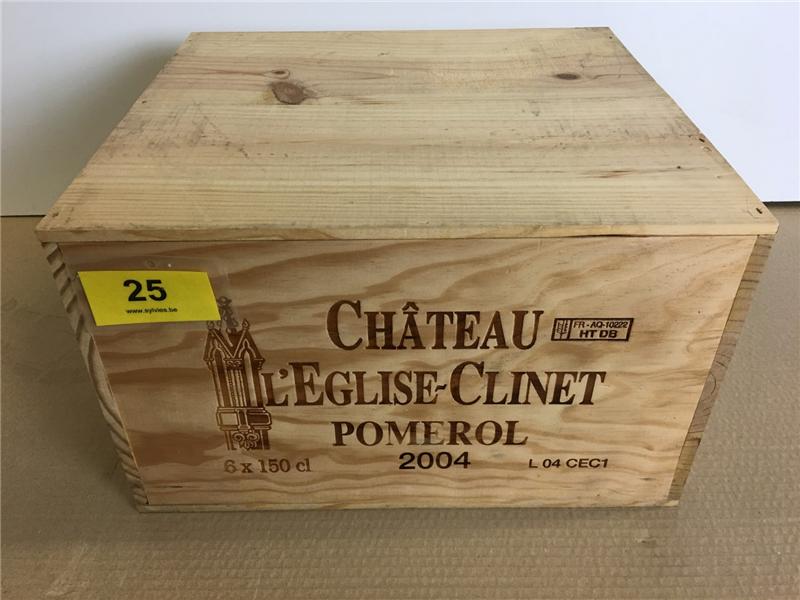 25
www.sylvies.be
CHÂTEAU
FR - AQ-10222
HT DB
L'EGLISE-CLINET
POMEROL
6 x 150 cl
2004
L 04 CEC1